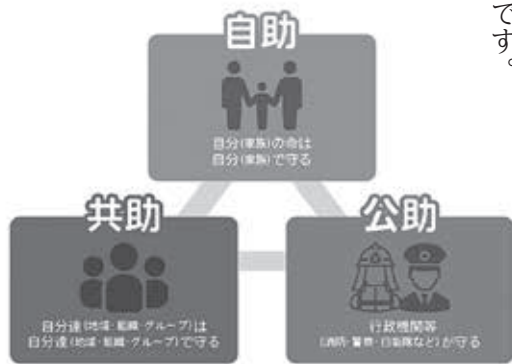 です。
自助
自分(家族)の命は
自分(家族)で守る
共助
自分達(地域・組織・グループ)は
自分達(地域・組織・グループ)で守る
公助
行政機関等
(消防・警察・自衛隊など)が守る